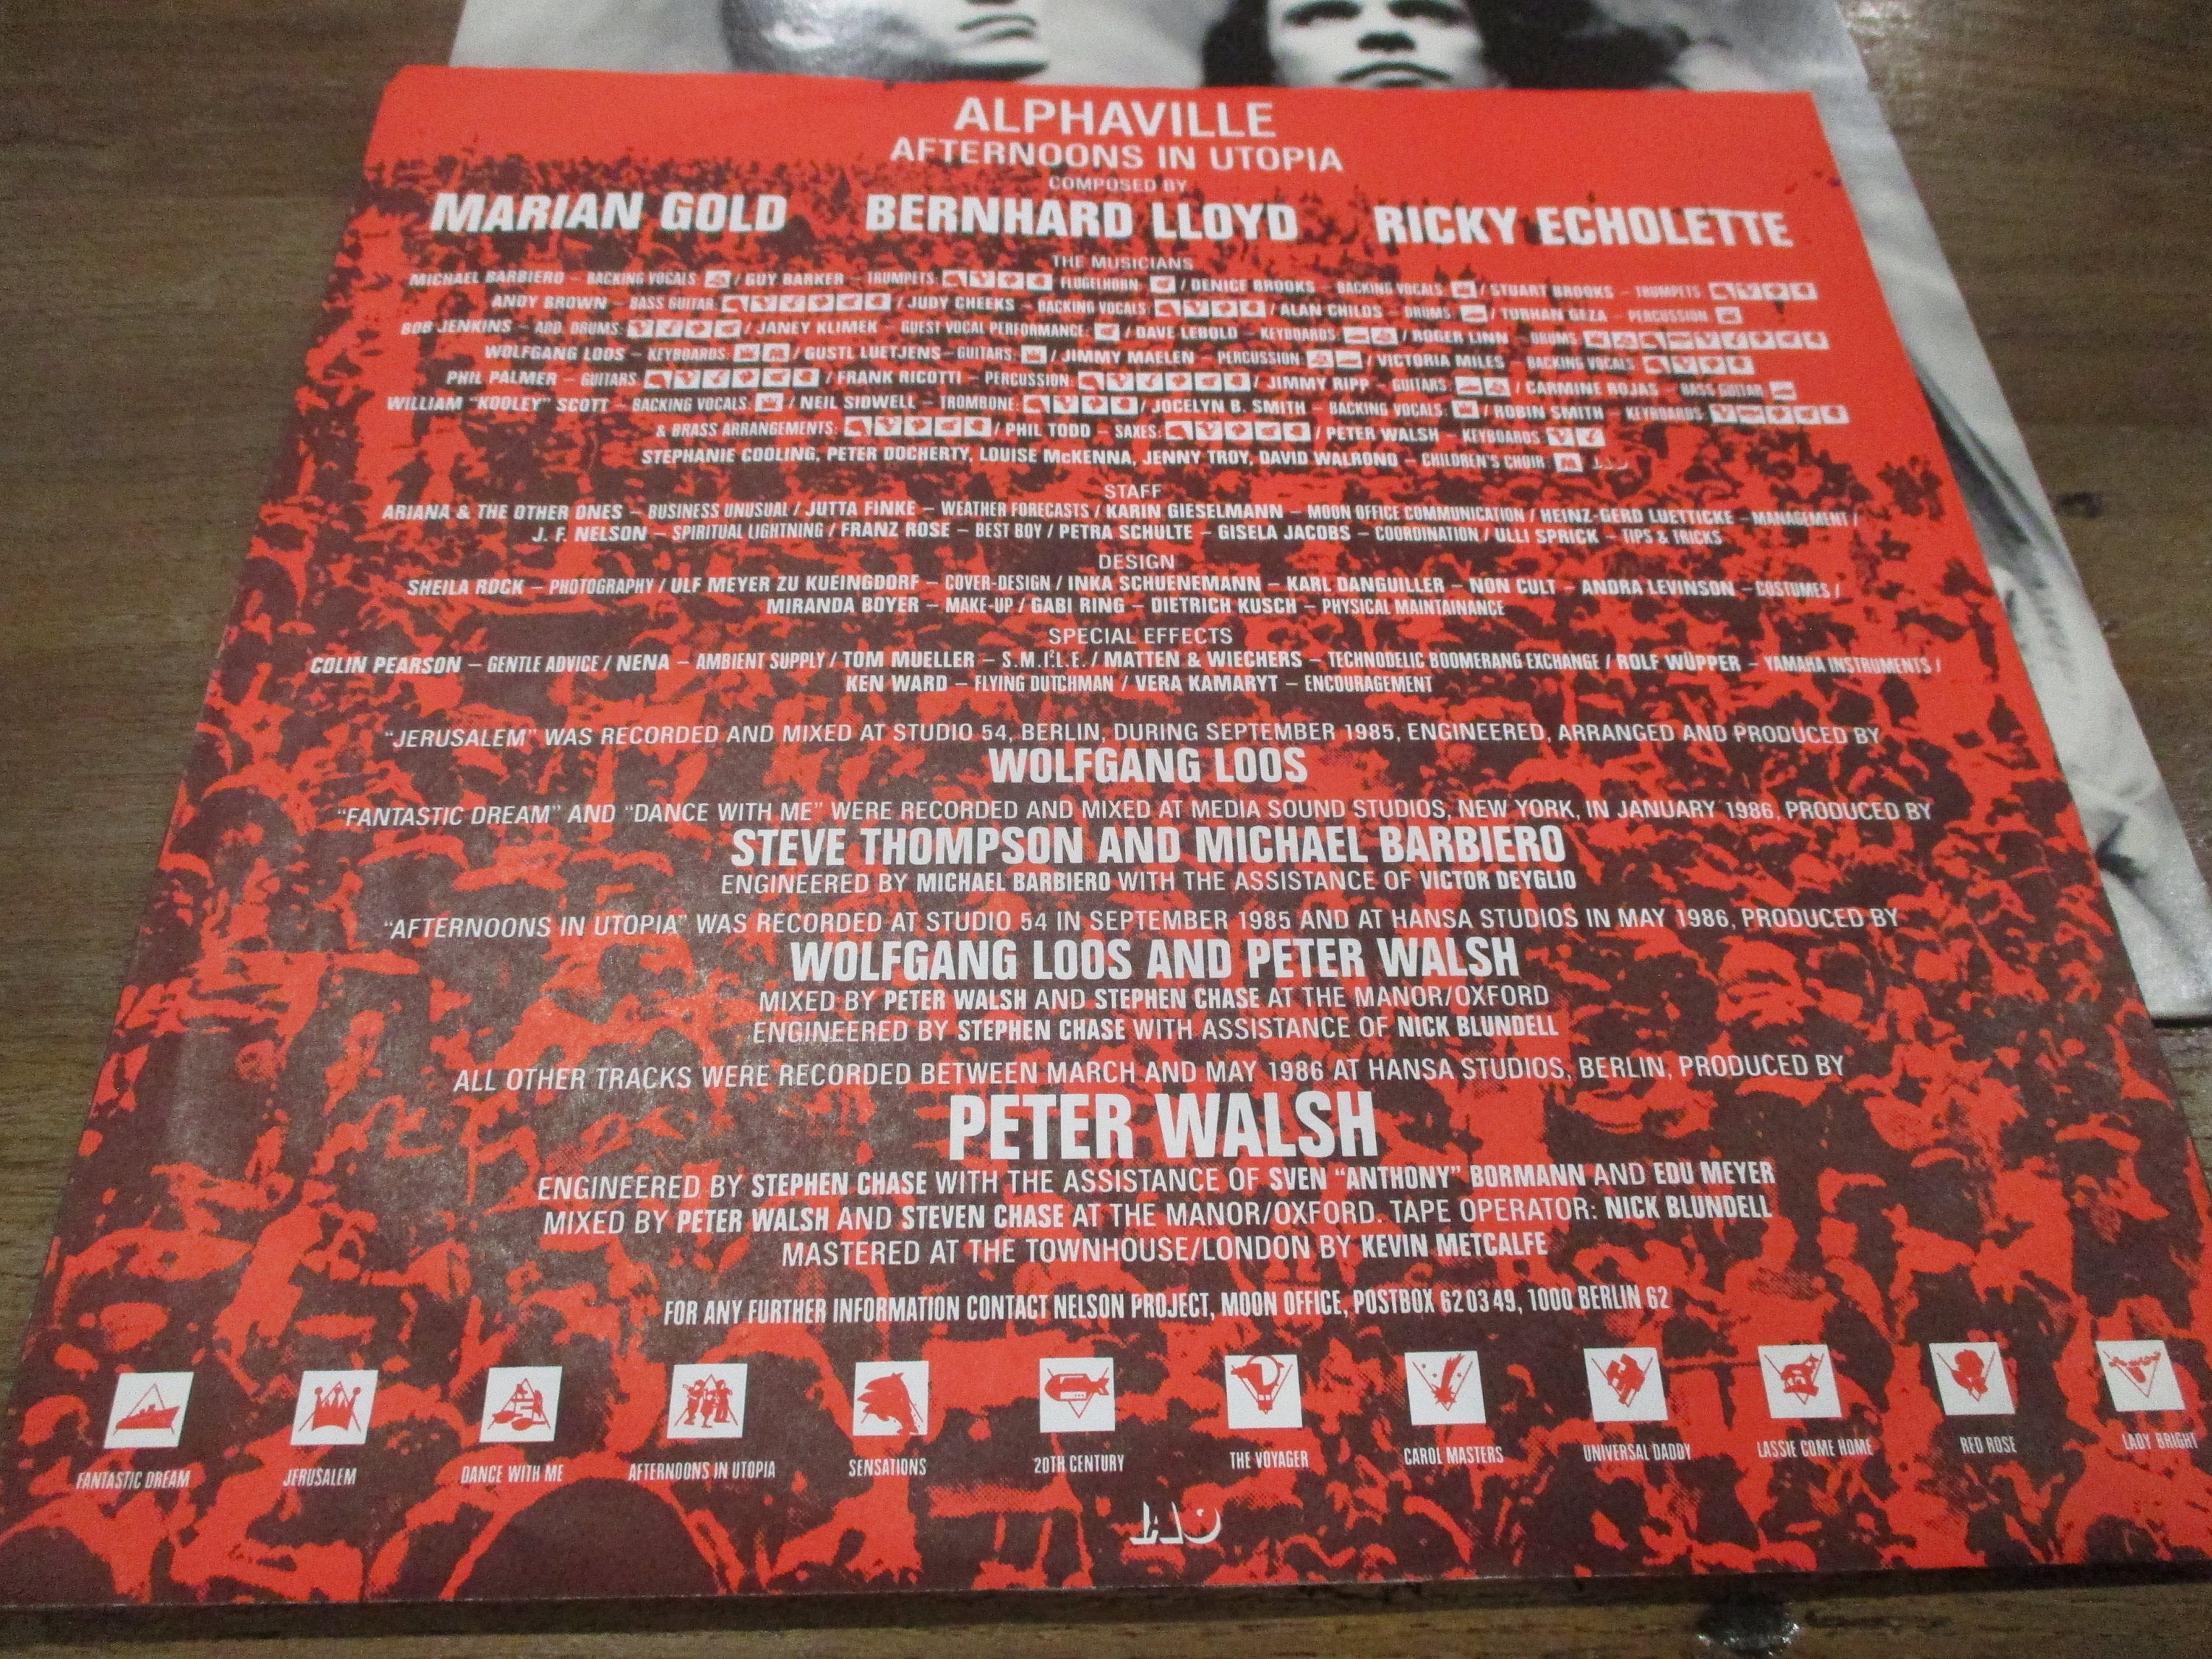 ALPHAVILLE
AFTERNOONS IN UTOPIA
COMPOSED BY
MARIAN GOLD BERNHARD LLOYD RICKY ECHOLETTE
THE MUSICIANS
MICHAEL BARBIERO – BACKING VOCALS: / GUY BARKER – TRUMPETS: FLUGELHORN: / DENICE BROOKS – BACKING VOCALS: / STUART BROOKS – TRUMPETS:
ANDY BROWN – BASS GUITAR: / JUDY CHEEKS – BACKING VOCALS: / ALAN CHILDS – DRUMS: / TURHAN GEZA – PERCUSSION:
BOB JENKINS – ADD. DRUMS: / JANEY KLIMEK – GUEST VOCAL PERFORMANCE: / DAVE LEBOLD – KEYBOARDS: / ROGER LINN – DRUMS:
WOLFGANG LOOS – KEYBOARDS: / GUSTL LUETJENS – GUITARS: / JIMMY MAELEN – PERCUSSION: / VICTORIA MILES – BACKING VOCALS:
PHIL PALMER – GUITARS: / FRANK RICOTTI – PERCUSSION: / JIMMY RIPP – GUITARS: / CARMINE ROJAS – BASS GUITAR:
WILLIAM "KOOLEY" SCOTT – BACKING VOCALS: / NEIL SIDWELL – TROMBONE: / JOCELYN B. SMITH – BACKING VOCALS: / ROBIN SMITH – KEYBOARDS:
& BRASS ARRANGEMENTS: / PHIL TODD – SAXES: / PETER WALSH – KEYBOARDS:
STEPHANIE COOLING, PETER DOCHERTY, LOUISE McKENNA, JENNY TROY, DAVID WALROND – CHILDREN'S CHOIR:
STAFF
ARIANA & THE OTHER ONES – BUSINESS UNUSUAL / JUTTA FINKE – WEATHER FORECASTS / KARIN GIESELMANN – MOON OFFICE COMMUNICATION / HEINZ-GERD LUETTICKE – MANAGEMENT /
J. F. NELSON – SPIRITUAL LIGHTNING / FRANZ ROSE – BEST BOY / PETRA SCHULTE – GISELA JACOBS – COORDINATION / ULLI SPRICK – TIPS & TRICKS
DESIGN
SHEILA ROCK – PHOTOGRAPHY / ULF MEYER ZU KUEINGDORF – COVER-DESIGN / INKA SCHUENEMANN – KARL DANGUILLER – NON CULT – ANDRA LEVINSON – COSTUMES /
MIRANDA BOYER – MAKE-UP / GABI RING – DIETRICH KUSCH – PHYSICAL MAINTAINANCE
SPECIAL EFFECTS
COLIN PEARSON – GENTLE ADVICE / NENA – AMBIENT SUPPLY / TOM MUELLER – S.M.I²L.E. / MATTEN & WIECHERS – TECHNODELIC BOOMERANG EXCHANGE / ROLF WÜPPER – YAMAHA INSTRUMENTS /
KEN WARD – FLYING DUTCHMAN / VERA KAMARYT – ENCOURAGEMENT
"JERUSALEM" WAS RECORDED AND MIXED AT STUDIO 54, BERLIN, DURING SEPTEMBER 1985, ENGINEERED, ARRANGED AND PRODUCED BY
WOLFGANG LOOS
"FANTASTIC DREAM" AND "DANCE WITH ME" WERE RECORDED AND MIXED AT MEDIA SOUND STUDIOS, NEW YORK, IN JANUARY 1986, PRODUCED BY
STEVE THOMPSON AND MICHAEL BARBIERO
ENGINEERED BY MICHAEL BARBIERO WITH THE ASSISTANCE OF VICTOR DEYGLIO
"AFTERNOONS IN UTOPIA" WAS RECORDED AT STUDIO 54 IN SEPTEMBER 1985 AND AT HANSA STUDIOS IN MAY 1986, PRODUCED BY
WOLFGANG LOOS AND PETER WALSH
MIXED BY PETER WALSH AND STEPHEN CHASE AT THE MANOR/OXFORD
ENGINEERED BY STEPHEN CHASE WITH ASSISTANCE OF NICK BLUNDELL
ALL OTHER TRACKS WERE RECORDED BETWEEN MARCH AND MAY 1986 AT HANSA STUDIOS, BERLIN, PRODUCED BY
PETER WALSH
ENGINEERED BY STEPHEN CHASE WITH THE ASSISTANCE OF SVEN "ANTHONY" BORMANN AND EDU MEYER
MIXED BY PETER WALSH AND STEVEN CHASE AT THE MANOR/OXFORD. TAPE OPERATOR: NICK BLUNDELL
MASTERED AT THE TOWNHOUSE/LONDON BY KEVIN METCALFE
FOR ANY FURTHER INFORMATION CONTACT NELSON PROJECT, MOON OFFICE, POSTBOX 62 03 49, 1000 BERLIN 62
FANTASTIC DREAM JERUSALEM DANCE WITH ME AFTERNOONS IN UTOPIA SENSATIONS 20TH CENTURY THE VOYAGER CAROL MASTERS UNIVERSAL DADDY LASSIE COME HOME RED ROSE LADY BRIGHT